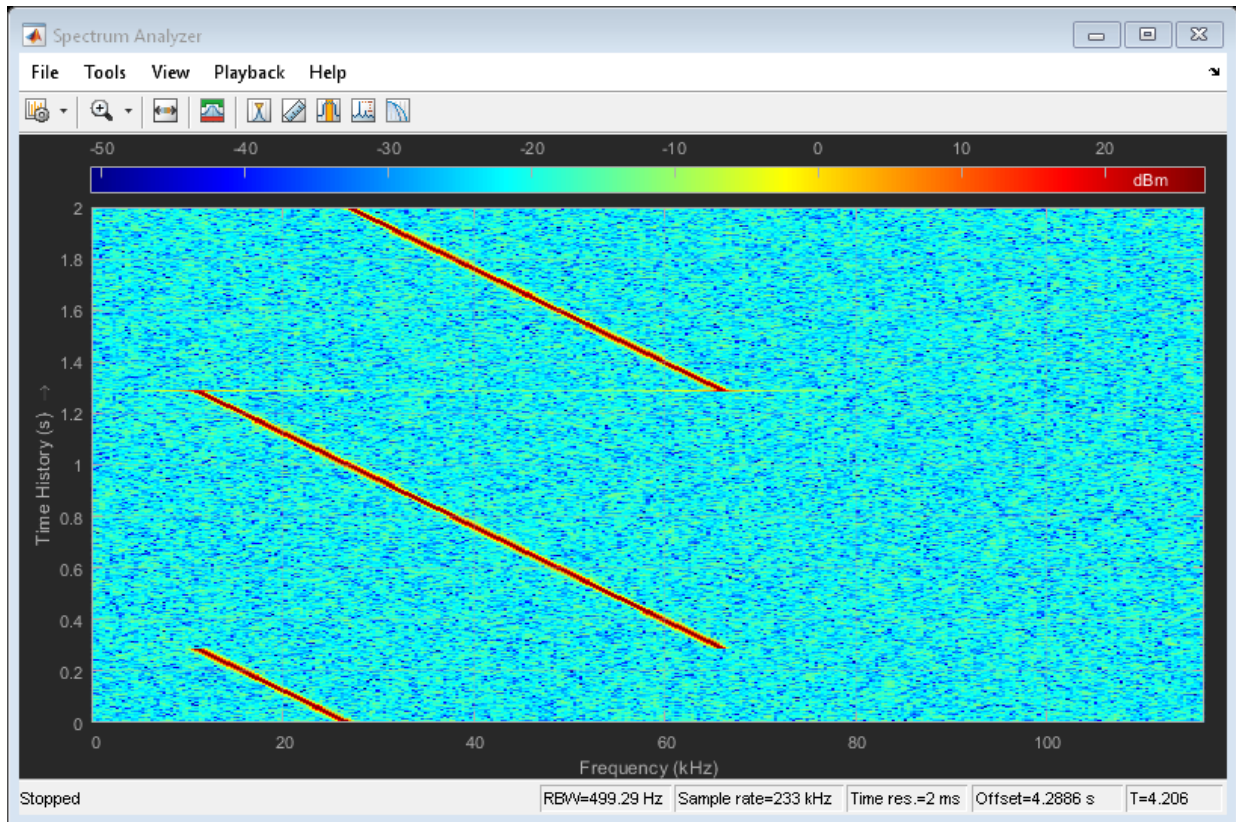 Spectrum Analyzer
File Tools View Playback Help
-50 -40 -30 -20 -10 0 10 20
dBm
2
1.8
1.6
1.4
1.2
1
0.8
0.6
0.4
0.2
0
Time History (s) →
0 20 40 60 80 100
Frequency (kHz)
Stopped RBW=499.29 Hz Sample rate=233 kHz Time res.=2 ms Offset=4.2886 s T=4.206